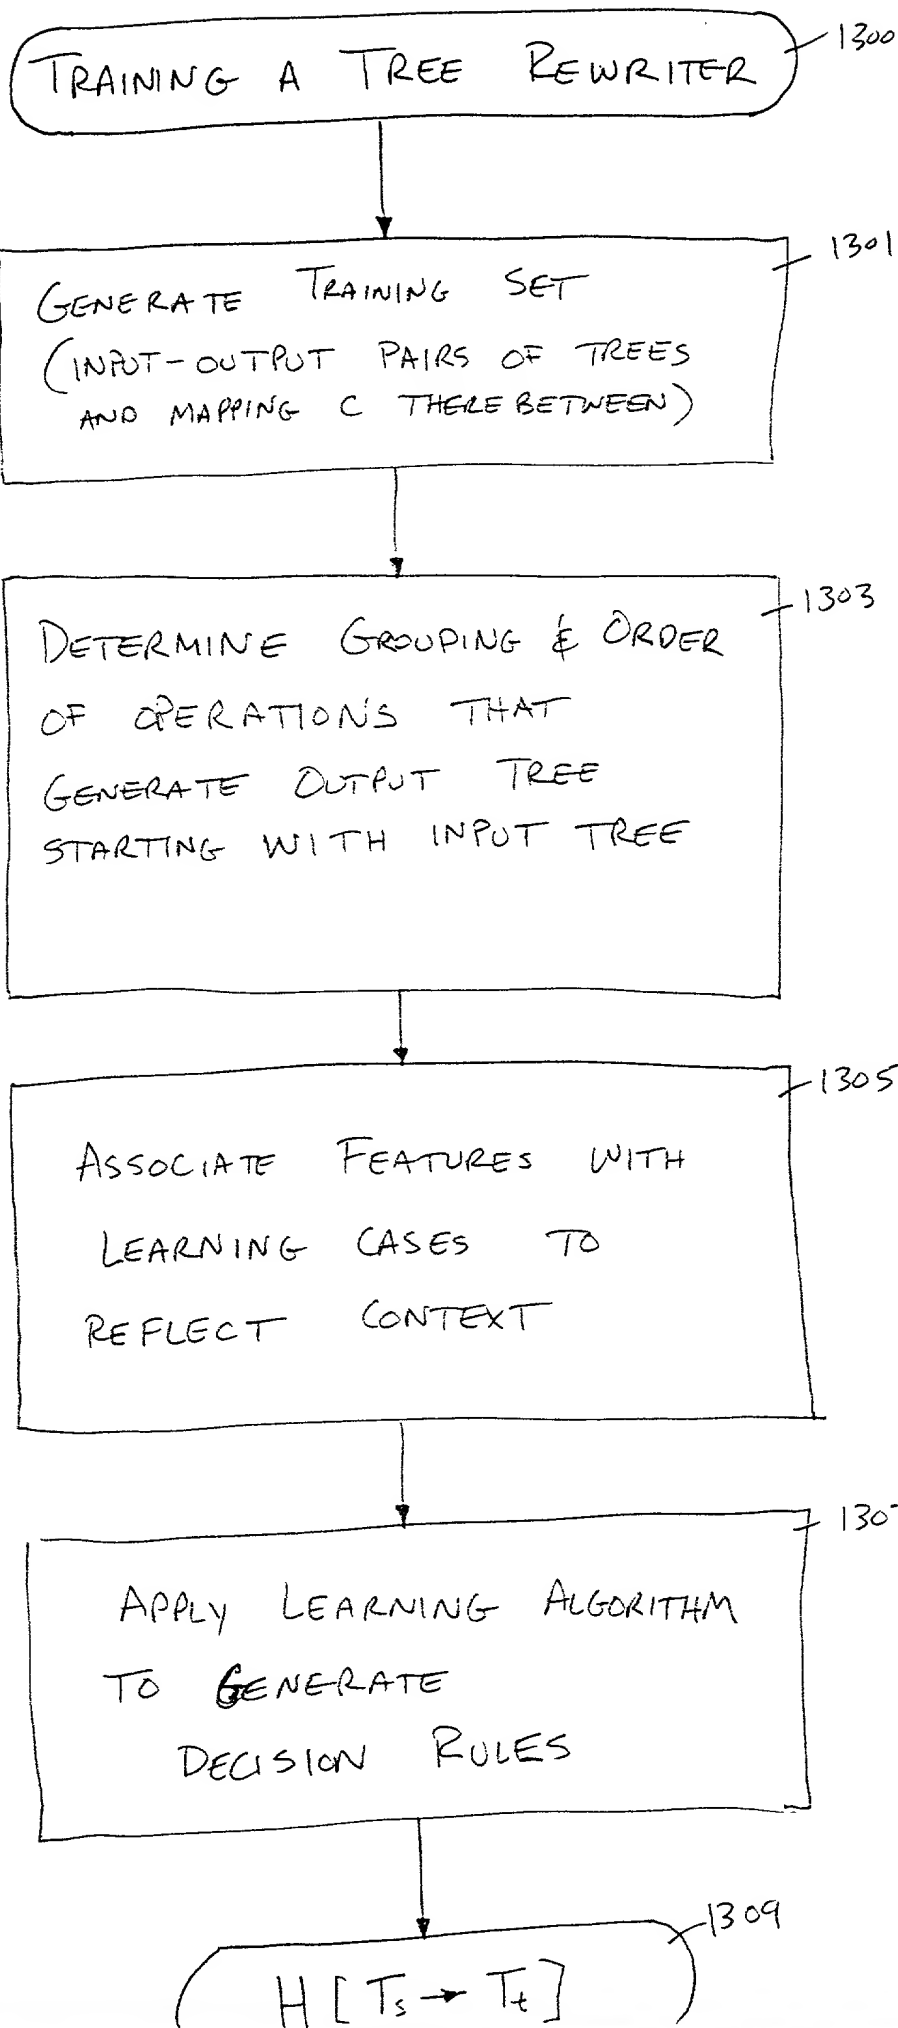 TRAINING A TREE REWRITER
1300
1301
GENERATE TRAINING SET
(INPUT-OUTPUT PAIRS OF TREES
AND MAPPING C THEREBETWEEN)
1303
DETERMINE GROUPING & ORDER
OF OPERATIONS THAT
GENERATE OUTPUT TREE
STARTING WITH INPUT TREE
1305
ASSOCIATE FEATURES WITH
LEARNING CASES TO
REFLECT CONTEXT
APPLY LEARNING ALGORITHM
TO GENERATE
DECISION RULES
1309
H [ Ts → Tt ]